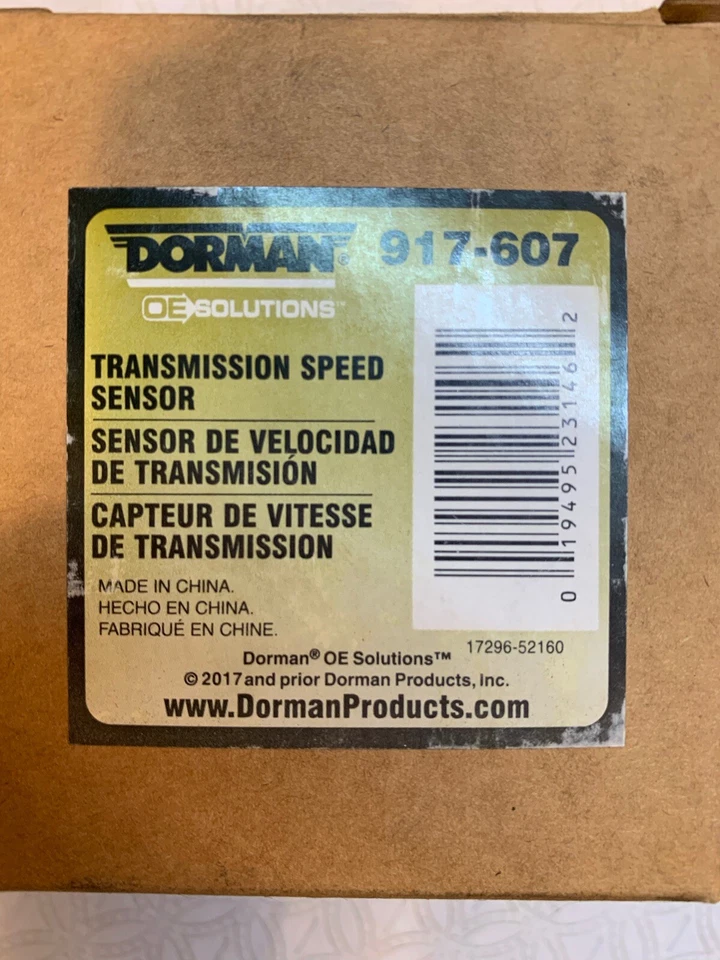 DORMAN® 917-607
OE SOLUTIONS™
TRANSMISSION SPEED
SENSOR
SENSOR DE VELOCIDAD
DE TRANSMISIÓN
CAPTEUR DE VITESSE
DE TRANSMISSION
MADE IN CHINA.
HECHO EN CHINA.
FABRIQUÉ EN CHINE.
0 19495 23146 2
17296-52160
Dorman® OE Solutions™
© 2017 and prior Dorman Products, Inc.
www.DormanProducts.com